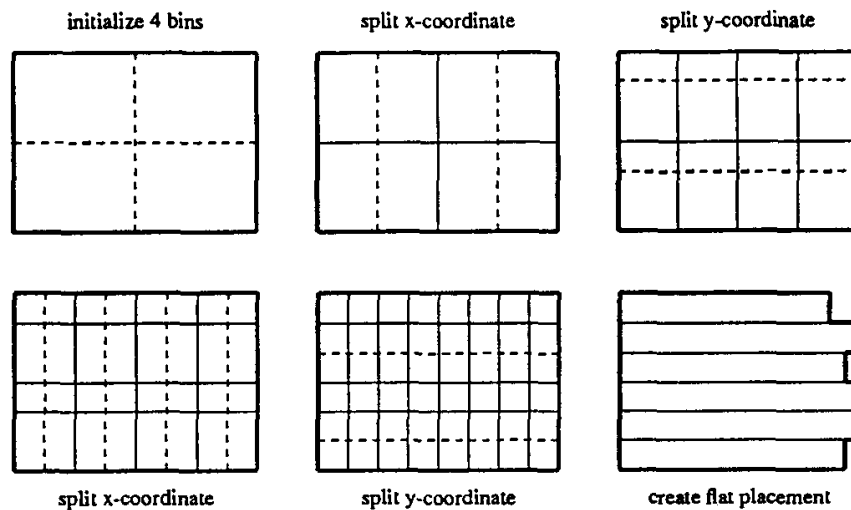 initialize 4 bins
split x-coordinate
split y-coordinate
split x-coordinate
split y-coordinate
create flat placement